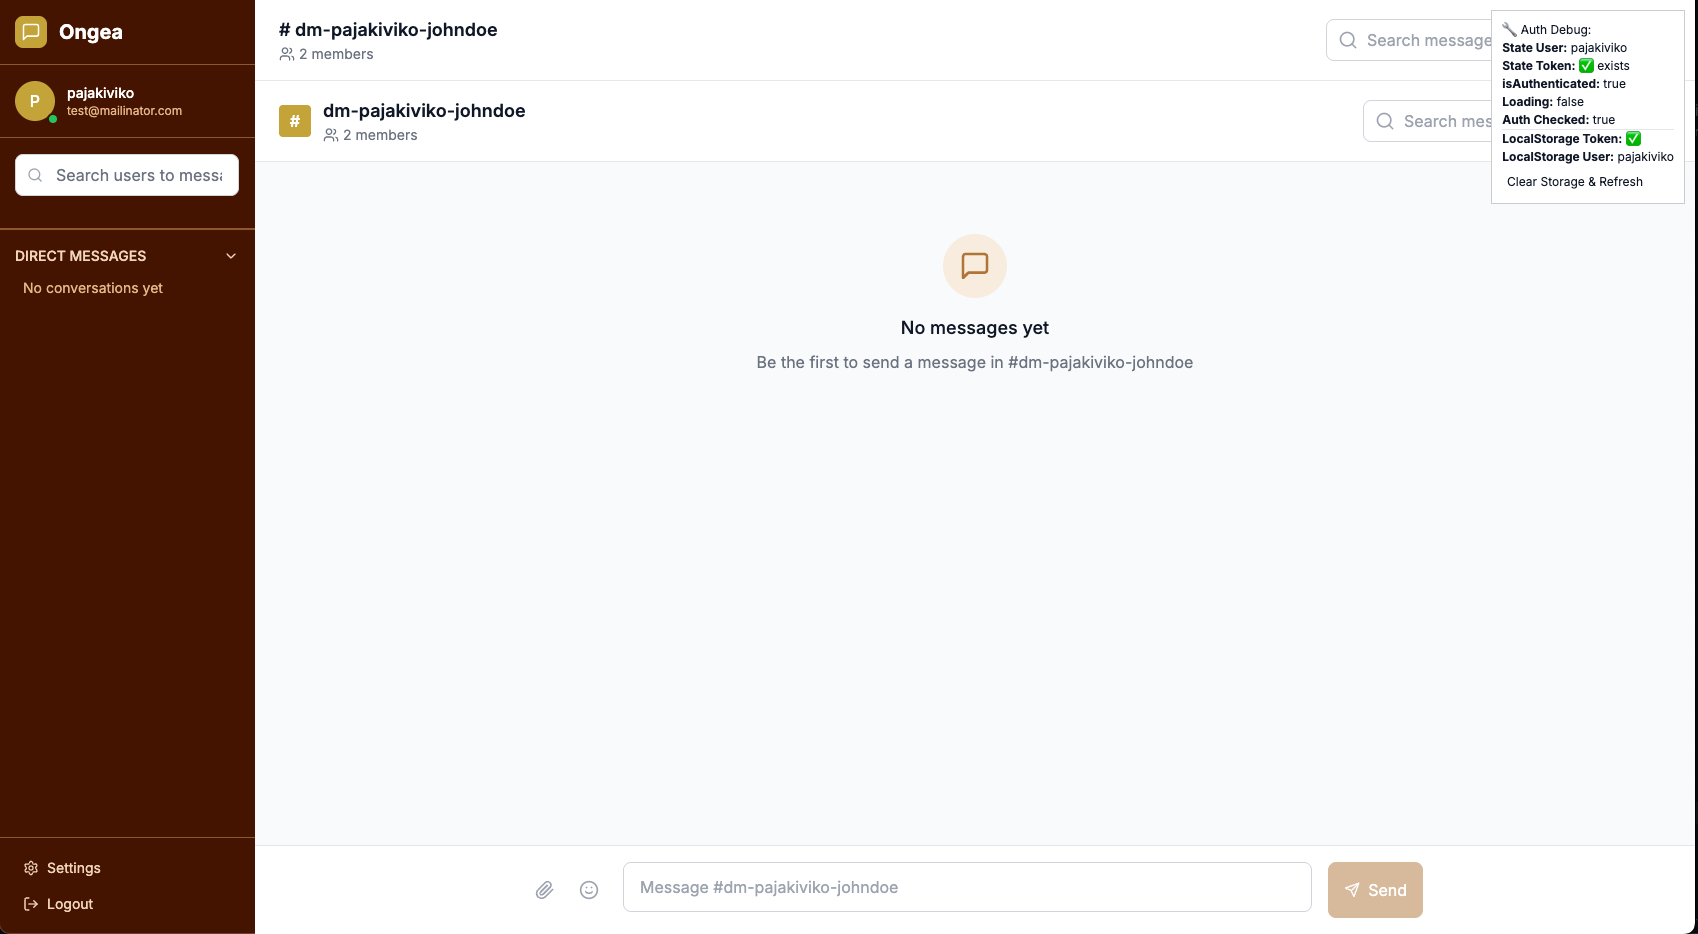 Ongea
P
pajakiviko
test@mailinator.com
Search users to messa
DIRECT MESSAGES
No conversations yet
Settings
Logout
# dm-pajakiviko-johndoe
2 members
Search message
#
dm-pajakiviko-johndoe
2 members
Search mes
Auth Debug:
State User: pajakiviko
State Token: ✅ exists
isAuthenticated: true
Loading: false
Auth Checked: true
LocalStorage Token: ✅
LocalStorage User: pajakiviko
Clear Storage & Refresh
No messages yet
Be the first to send a message in #dm-pajakiviko-johndoe
Message #dm-pajakiviko-johndoe
Send